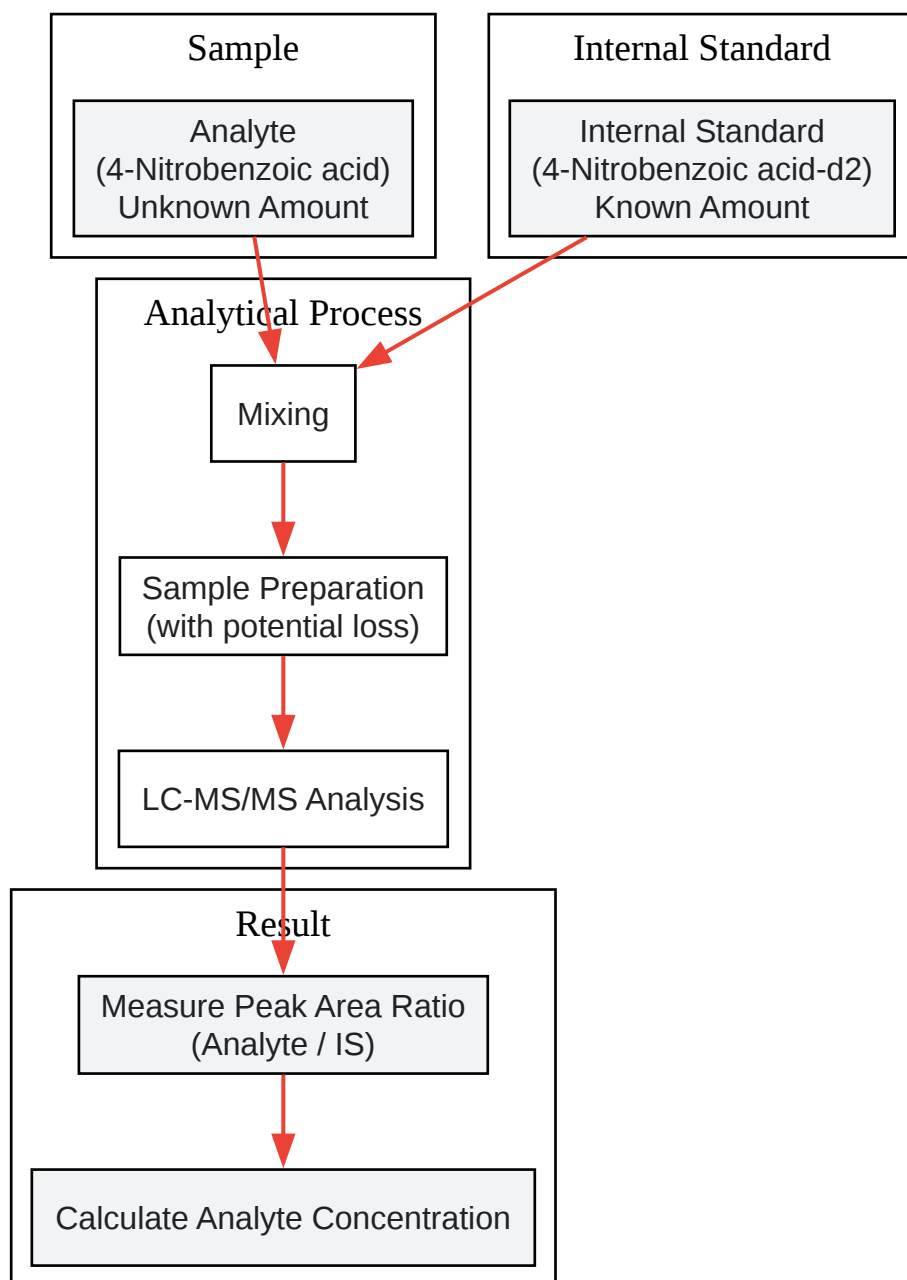 Sample
Analyte
(4-Nitrobenzoic acid)
Unknown Amount
Internal Standard
Internal Standard
(4-Nitrobenzoic acid-d2)
Known Amount
Analytical Process
Mixing
Sample Preparation
(with potential loss)
LC-MS/MS Analysis
Result
Measure Peak Area Ratio
(Analyte / IS)
Calculate Analyte Concentration